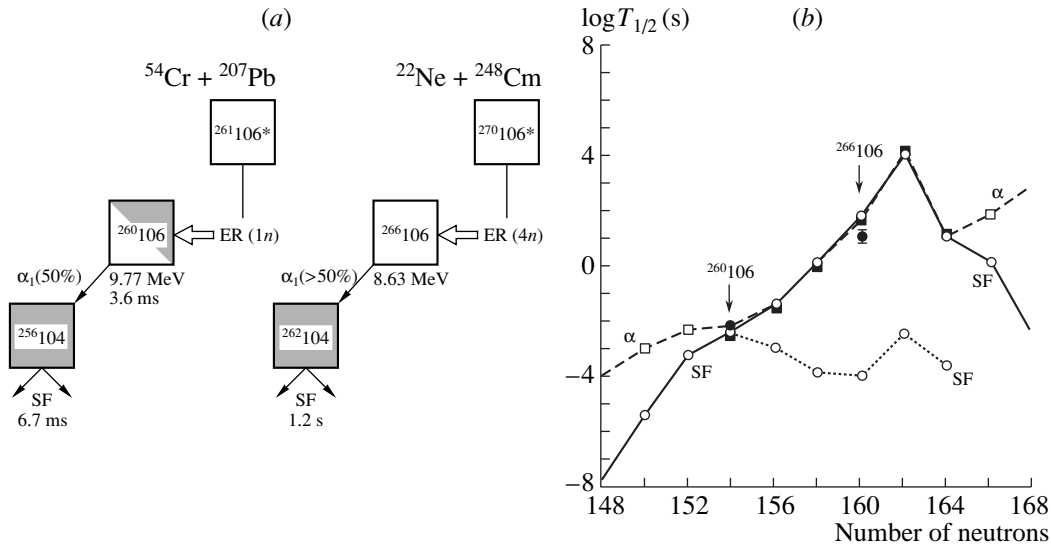 (a)
⁵⁴Cr + ²⁰⁷Pb
²²Ne + ²⁴⁸Cm
²⁶¹106*
²⁷⁰106*
²⁶⁰106
ER (1n)
²⁶⁶106
ER (4n)
α₁(50%)
9.77 MeV
3.6 ms
α₁(>50%)
8.63 MeV
²⁵⁶104
²⁶²104
SF
6.7 ms
SF
1.2 s
log T₁/₂ (s)
(b)
8
4
0
−4
−8
²⁶⁶106
²⁶⁰106
α
α
SF
SF
SF
148
152
156
160
164
168
Number of neutrons